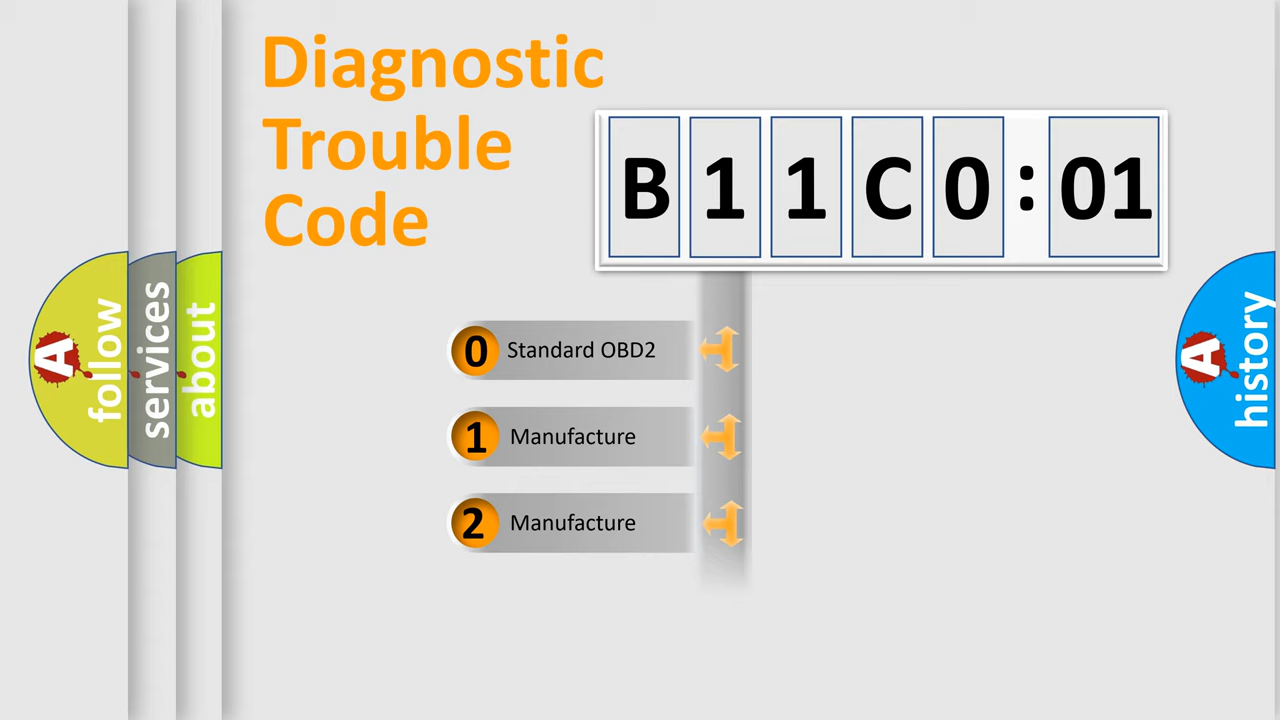 Diagnostic
Trouble
Code
B 1 1 C 0 : 01
0 Standard OBD2
1 Manufacture
2 Manufacture
A follow
services
about
A history